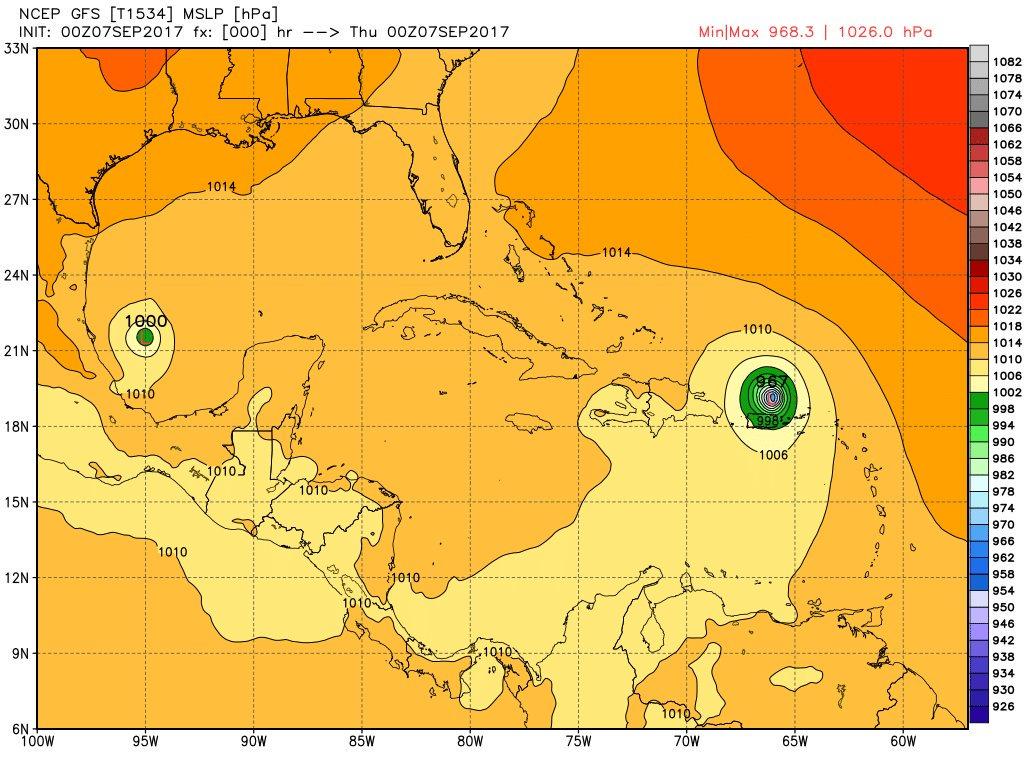 NCEP GFS [T1534] MSLP [hPa]
INIT: 00Z07SEP2017 fx: [000] hr --> Thu 00Z07SEP2017
Min|Max 968.3 | 1026.0 hPa
33N
30N
27N
24N
21N
18N
15N
12N
9N
6N
100W
95W
90W
85W
80W
75W
70W
65W
60W
1014
1014
1000
1010
1010
967
998
1006
1010
1010
1010
1010
1010
1010
1010
1082
1078
1074
1070
1066
1062
1058
1054
1050
1046
1042
1038
1034
1030
1026
1022
1018
1014
1010
1006
1002
998
994
990
986
982
978
974
970
966
962
958
954
950
946
942
938
934
930
926